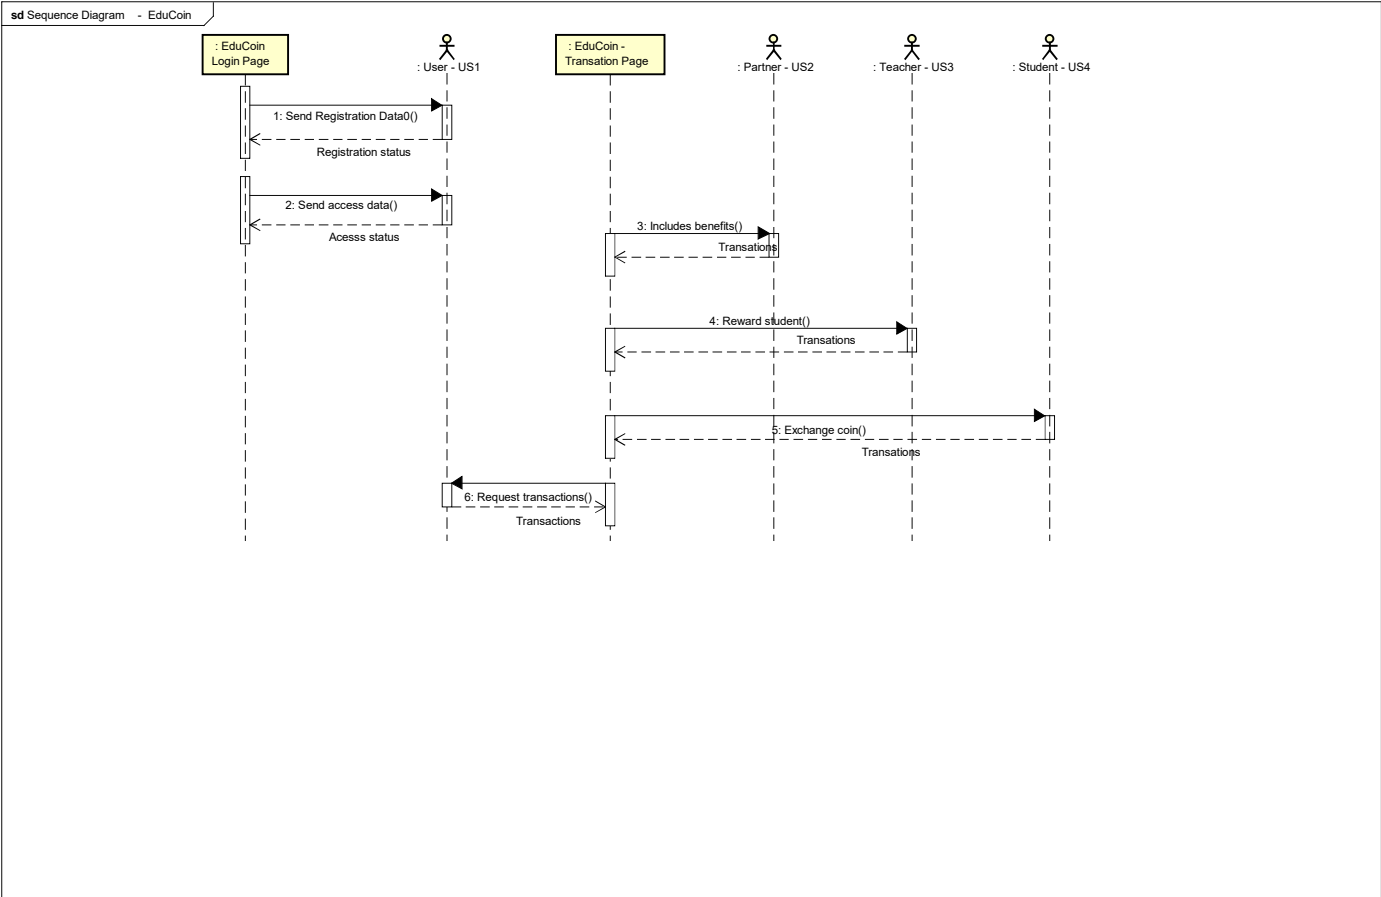 sd Sequence Diagram - EduCoin
: EduCoin
Login Page
: User - US1
: EduCoin -
Transation Page
: Partner - US2
: Teacher - US3
: Student - US4
1: Send Registration Data0()
Registration status
2: Send access data()
Acesss status
3: Includes benefits()
Transations
4: Reward student()
Transations
5: Exchange coin()
Transations
6: Request transactions()
Transactions